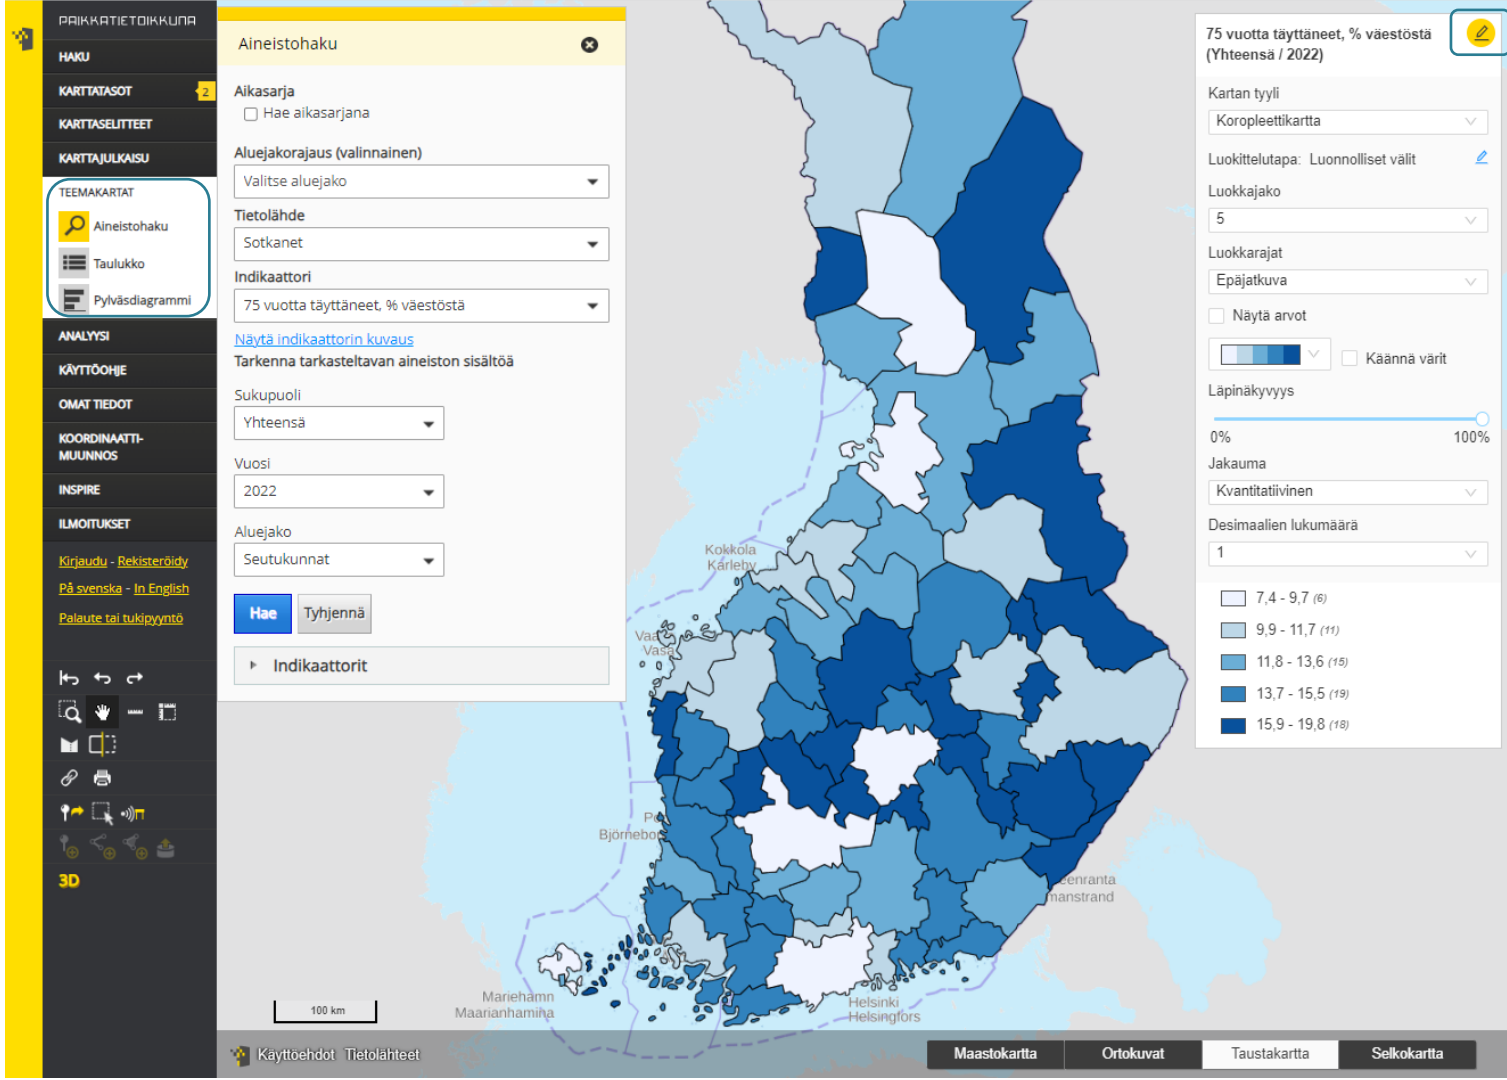 PAIKKATIETOIKKUNA
HAKU
KARTTATASOT
2
KARTTASELITTEET
KARTTAJULKAISU
TEEMAKARTAT
Aineistohaku
Taulukko
Pylväsdiagrammi
ANALYYSI
KÄYTTÖOHJE
OMAT TIEDOT
KOORDINAATTI-
MUUNNOS
INSPIRE
ILMOITUKSET
Kirjaudu - Rekisteröidy
På svenska - In English
Palaute tai tukipyyntö
3D
Aineistohaku
Aikasarja
Hae aikasarjana
Aluejakorajaus (valinnainen)
Valitse aluejako
Tietolähde
Sotkanet
Indikaattori
75 vuotta täyttäneet, % väestöstä
Näytä indikaattorin kuvaus
Tarkenna tarkasteltavan aineiston sisältöä
Sukupuoli
Yhteensä
Vuosi
2022
Aluejako
Seutukunnat
Hae
Tyhjennä
Indikaattorit
Kokkola
Karleby
Vaa
Vasa
Po
Björnebo
enranta
manstrand
Mariehamn
Maarianhamina
Helsinki
Helsingfors
100 km
Käyttoehdot Tietolähteet
Maastokartta
Ortokuvat
Taustakartta
Selkokartta
75 vuotta täyttäneet, % väestöstä
(Yhteensä / 2022)
Kartan tyyli
Koropleettikartta
Luokittelutapa: Luonnolliset välit
Luokkajako
5
Luokkarajat
Epäjatkuva
Näytä arvot
Käännä värit
Läpinäkyvyys
0%
100%
Jakauma
Kvantitatiivinen
Desimaalien lukumäärä
1
7,4 - 9,7 (6)
9,9 - 11,7 (11)
11,8 - 13,6 (15)
13,7 - 15,5 (19)
15,9 - 19,8 (18)